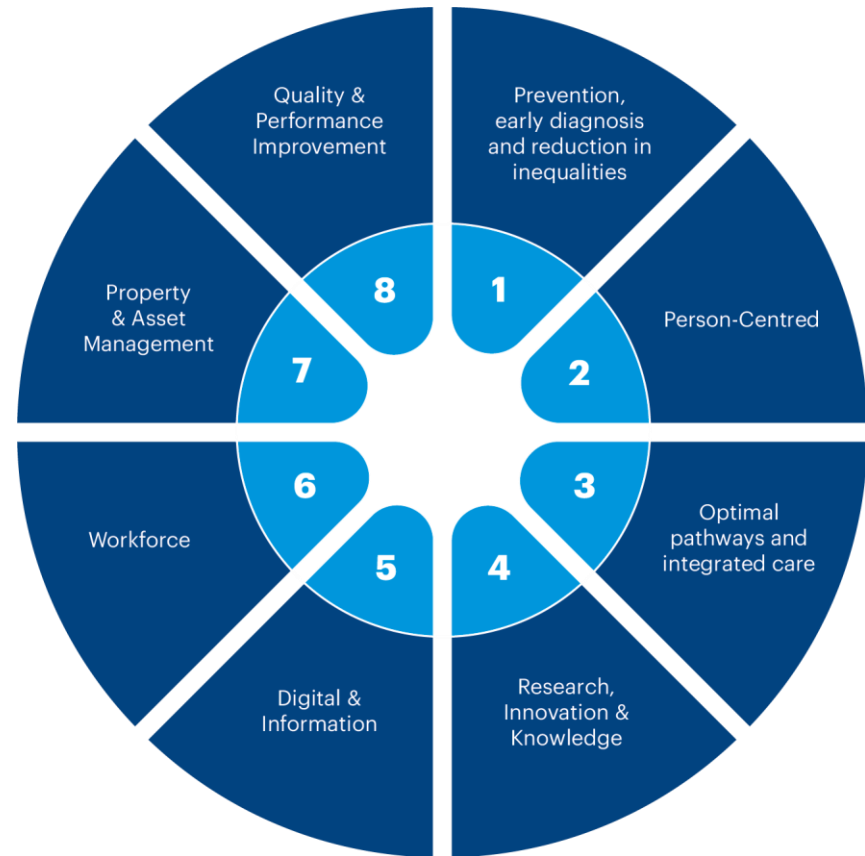 Prevention,
early diagnosis
and reduction in
inequalities
1
Person-Centred
2
Optimal
pathways and
integrated care
3
Research,
Innovation &
Knowledge
4
Digital &
Information
5
Workforce
6
Property
& Asset
Management
7
Quality &
Performance
Improvement
8